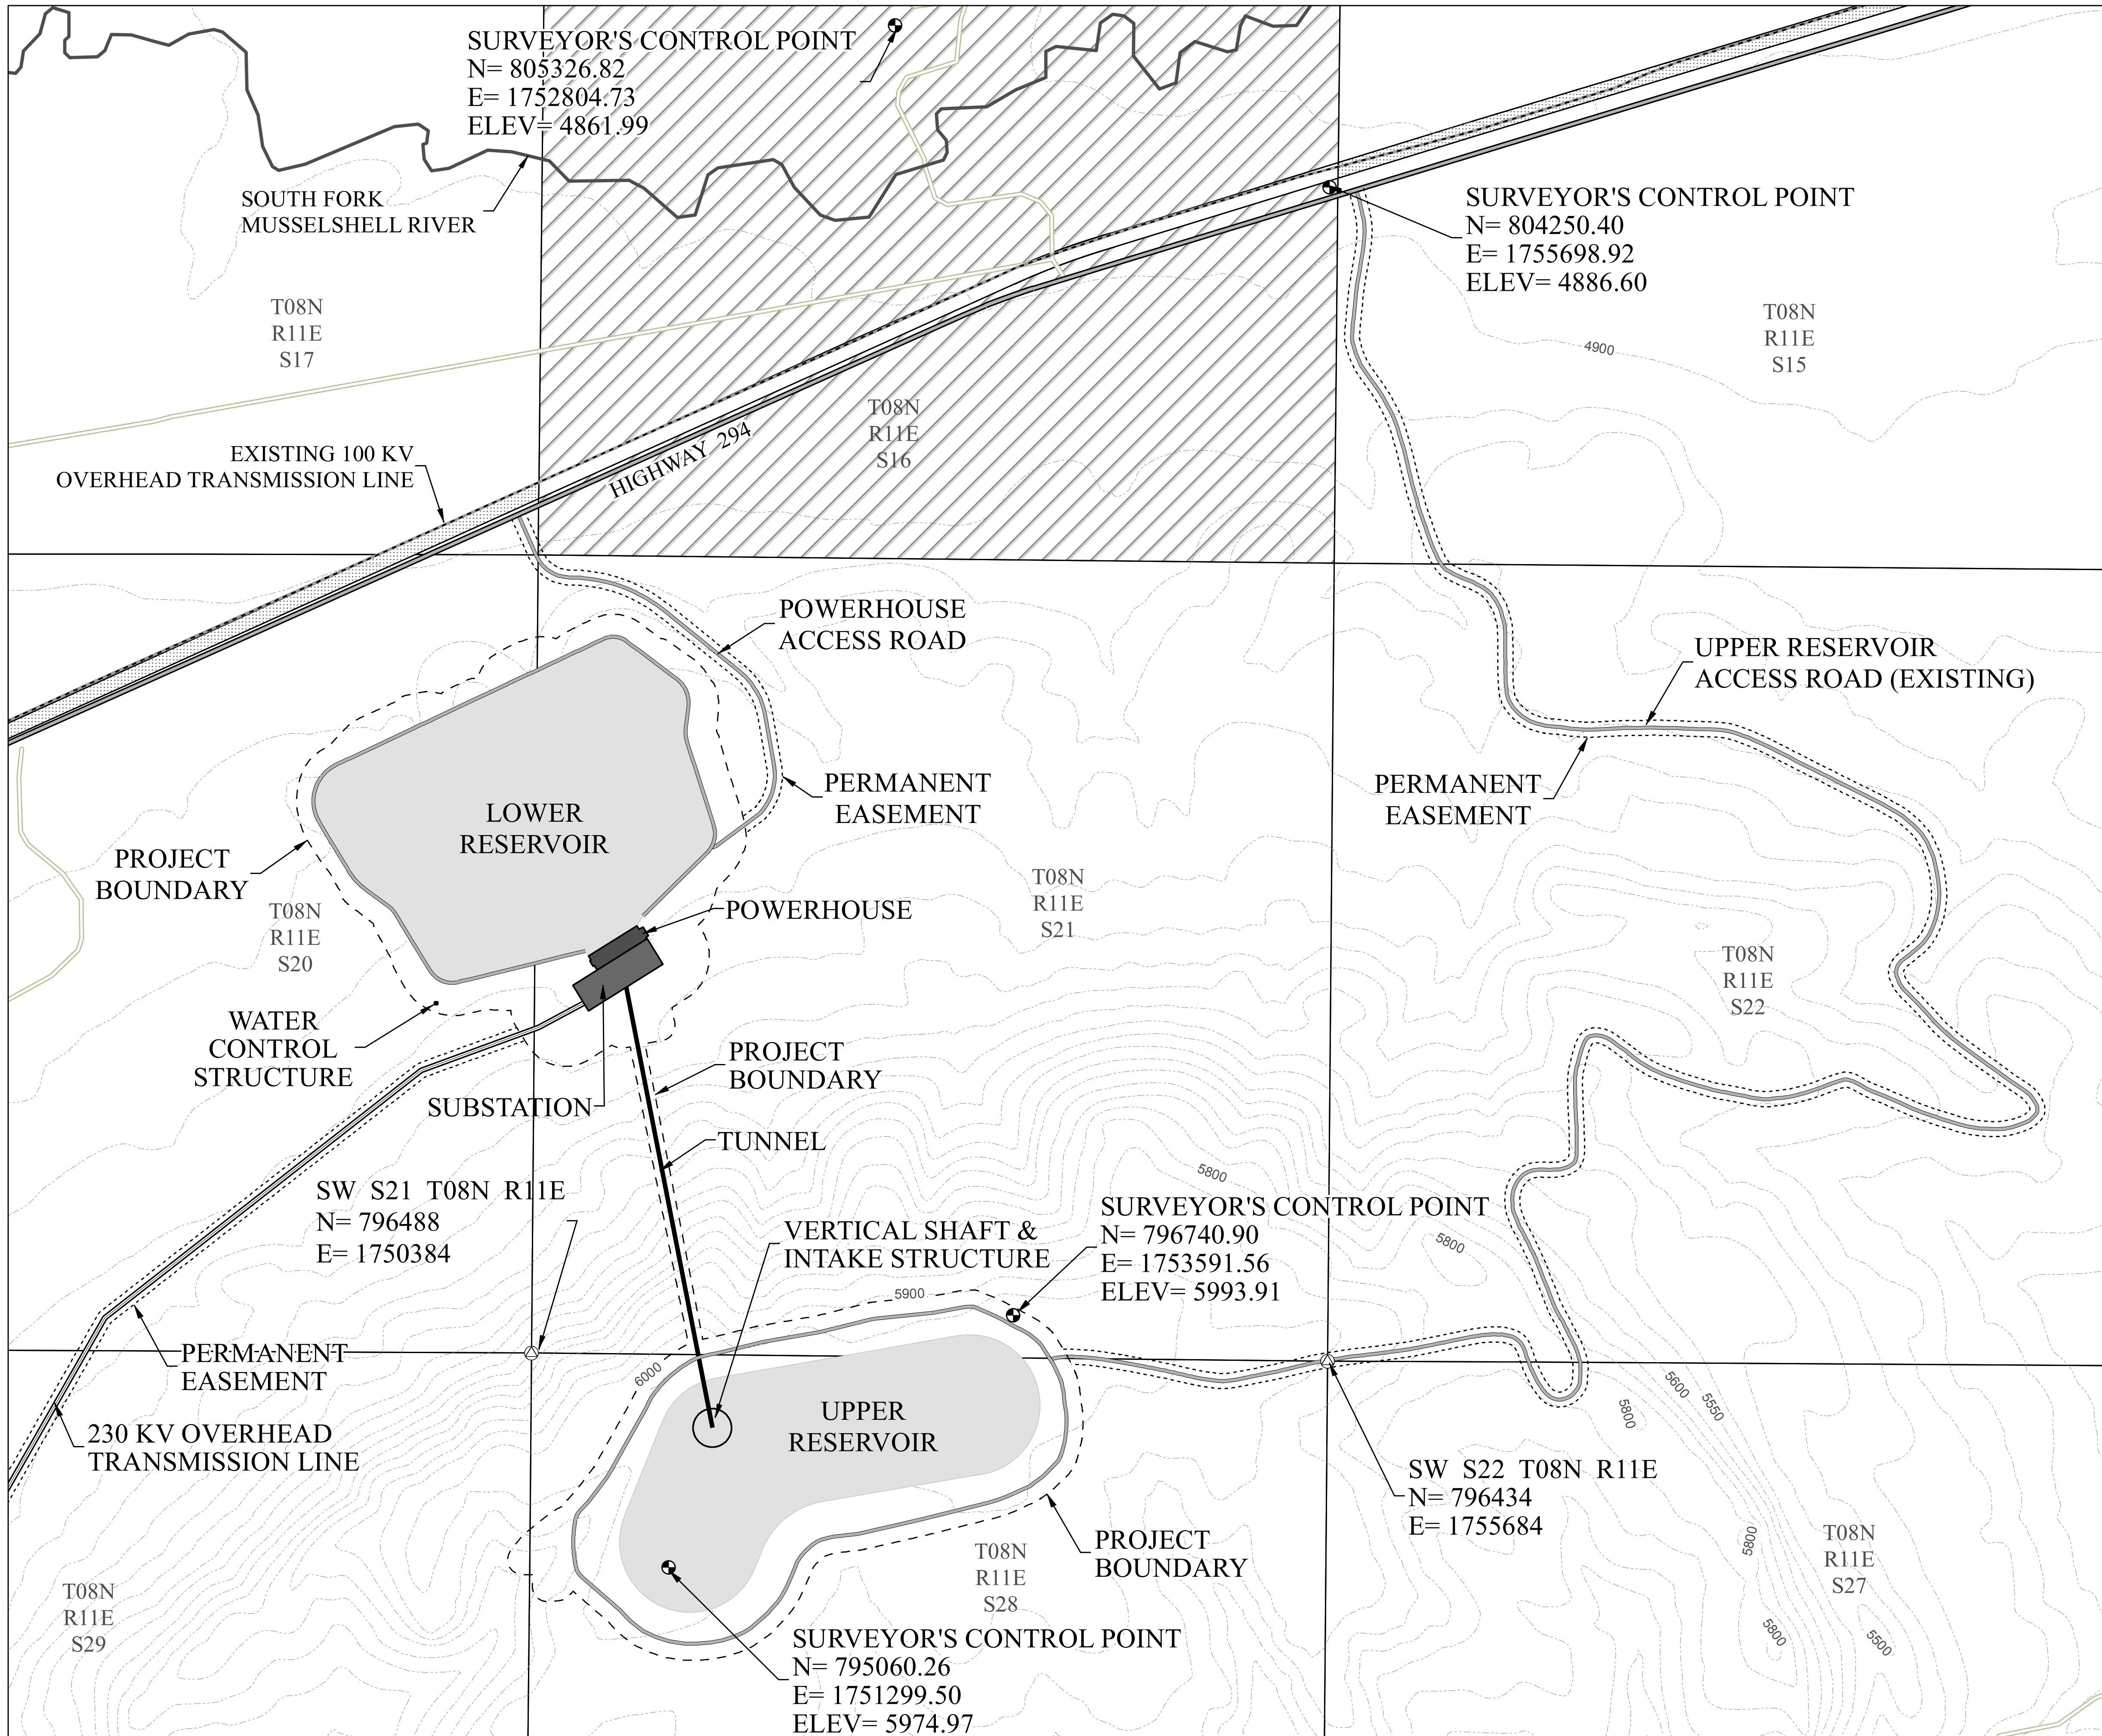 SURVEYOR'S CONTROL POINT
N= 805326.82
E= 1752804.73
ELEV= 4861.99
SOUTH FORK
MUSSELSHELL RIVER
SURVEYOR'S CONTROL POINT
N= 804250.40
E= 1755698.92
ELEV= 4886.60
T08N
R11E
S17
T08N
R11E
S15
4900
T08N
R11E
S16
HIGHWAY 294
EXISTING 100 KV
OVERHEAD TRANSMISSION LINE
POWERHOUSE
ACCESS ROAD
UPPER RESERVOIR
ACCESS ROAD (EXISTING)
PERMANENT
EASEMENT
PERMANENT
EASEMENT
LOWER
RESERVOIR
PROJECT
BOUNDARY
T08N
R11E
S20
POWERHOUSE
T08N
R11E
S21
T08N
R11E
S22
WATER
CONTROL
STRUCTURE
PROJECT
BOUNDARY
SUBSTATION
TUNNEL
5800
SW S21 T08N R11E
N= 796488
E= 1750384
VERTICAL SHAFT &
INTAKE STRUCTURE
SURVEYOR'S CONTROL POINT
N= 796740.90
E= 1753591.56
ELEV= 5993.91
5800
5900
PERMANENT
EASEMENT
6000
5600
5550
5800
230 KV OVERHEAD
TRANSMISSION LINE
UPPER
RESERVOIR
SW S22 T08N R11E
N= 796434
E= 1755684
PROJECT
BOUNDARY
T08N
R11E
S28
5800
T08N
R11E
S27
T08N
R11E
S29
5800
5500
SURVEYOR'S CONTROL POINT
N= 795060.26
E= 1751299.50
ELEV= 5974.97